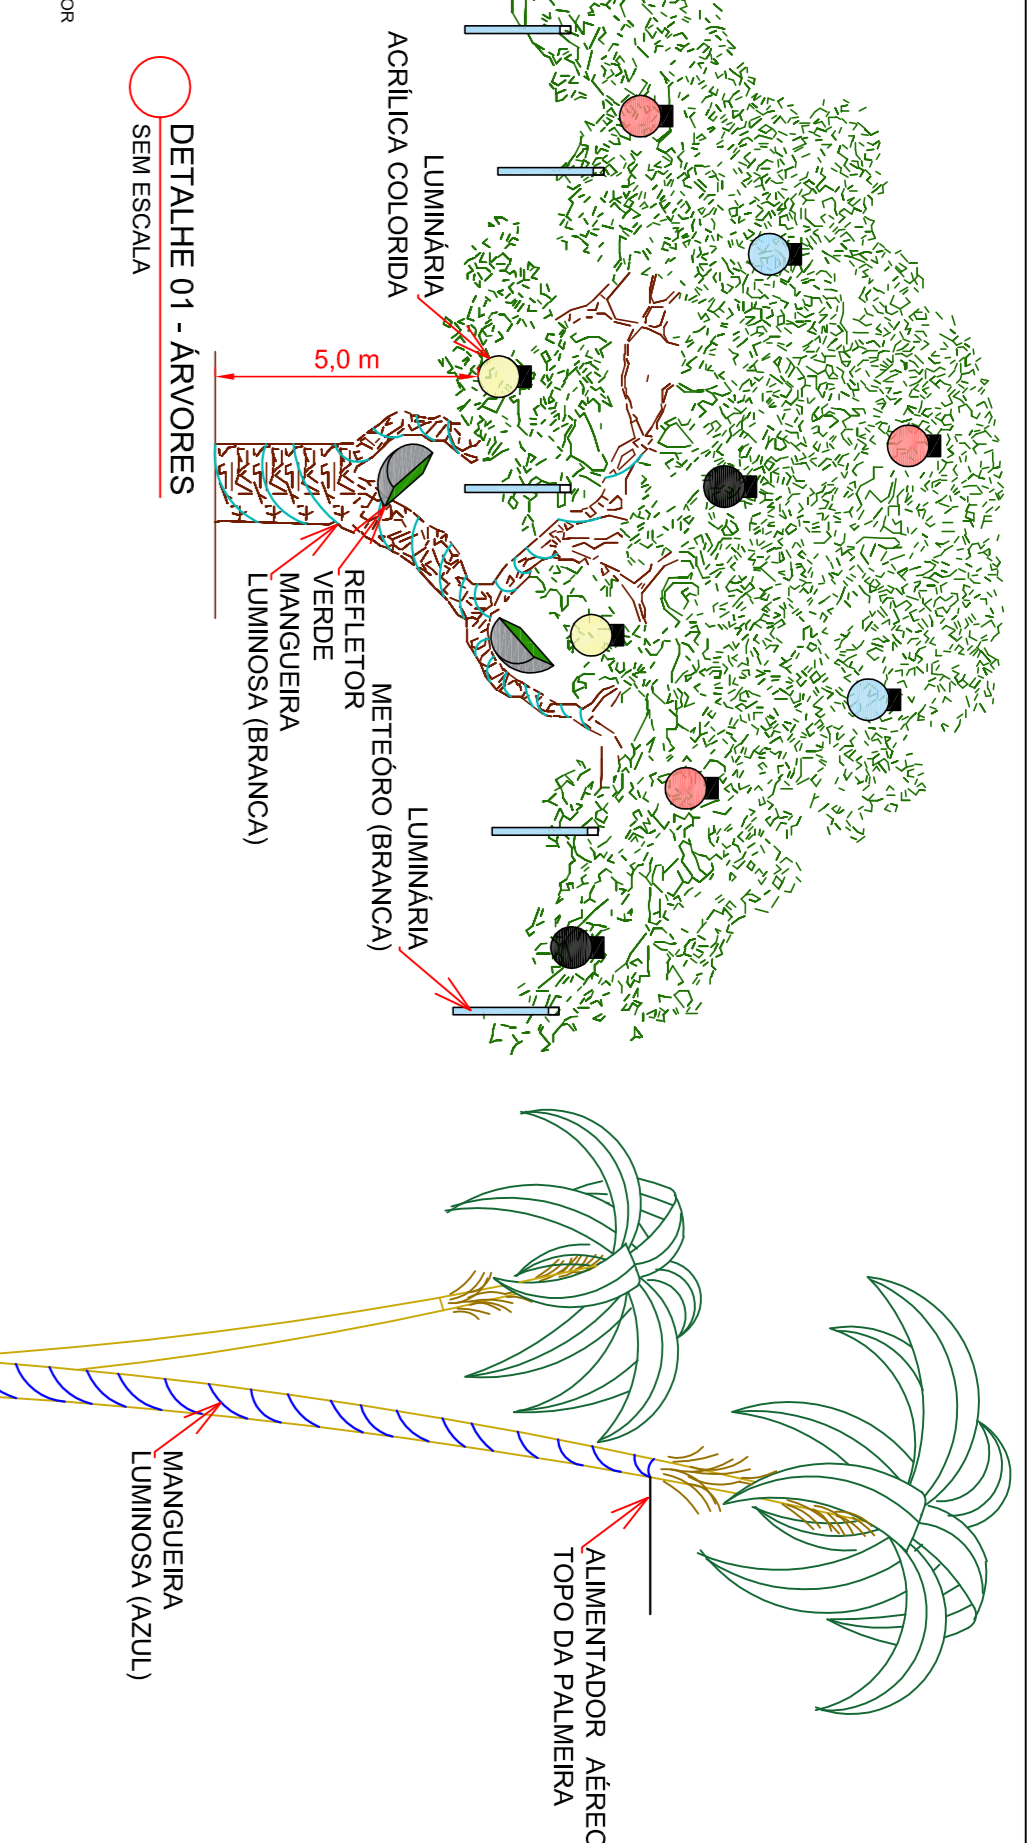 OR
DETALHE 01 - ÁRVORES
SEM ESCALA
LUMINÁRIA
ACRÍLICA COLORIDA
5,0 m
REFLETOR
VERDE
MANGUEIRA
LUMINOSA (BRANCA)
LUMINÁRIA
METEÓRO (BRANCA)
MANGUEIRA
LUMINOSA (AZUL)
ALIMENTADOR AÉREO
TOPO DA PALMEIRA